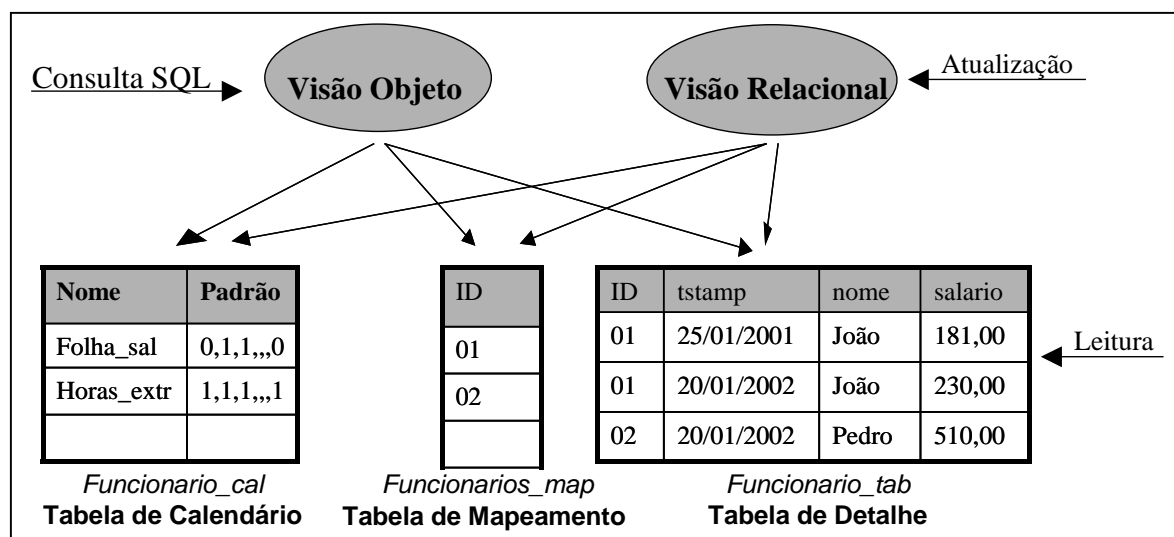 Consulta SQL
Visão Objeto
Visão Relacional
Atualização
Nome Padrão
Folha_sal 0,1,1,,,0
Horas_extr 1,1,1,,,1
Funcionario_cal
Tabela de Calendário
ID
01
02
Funcionarios_map
Tabela de Mapeamento
ID tstamp nome salario
01 25/01/2001 João 181,00
01 20/01/2002 João 230,00
02 20/01/2002 Pedro 510,00
Funcionario_tab
Tabela de Detalhe
Leitura